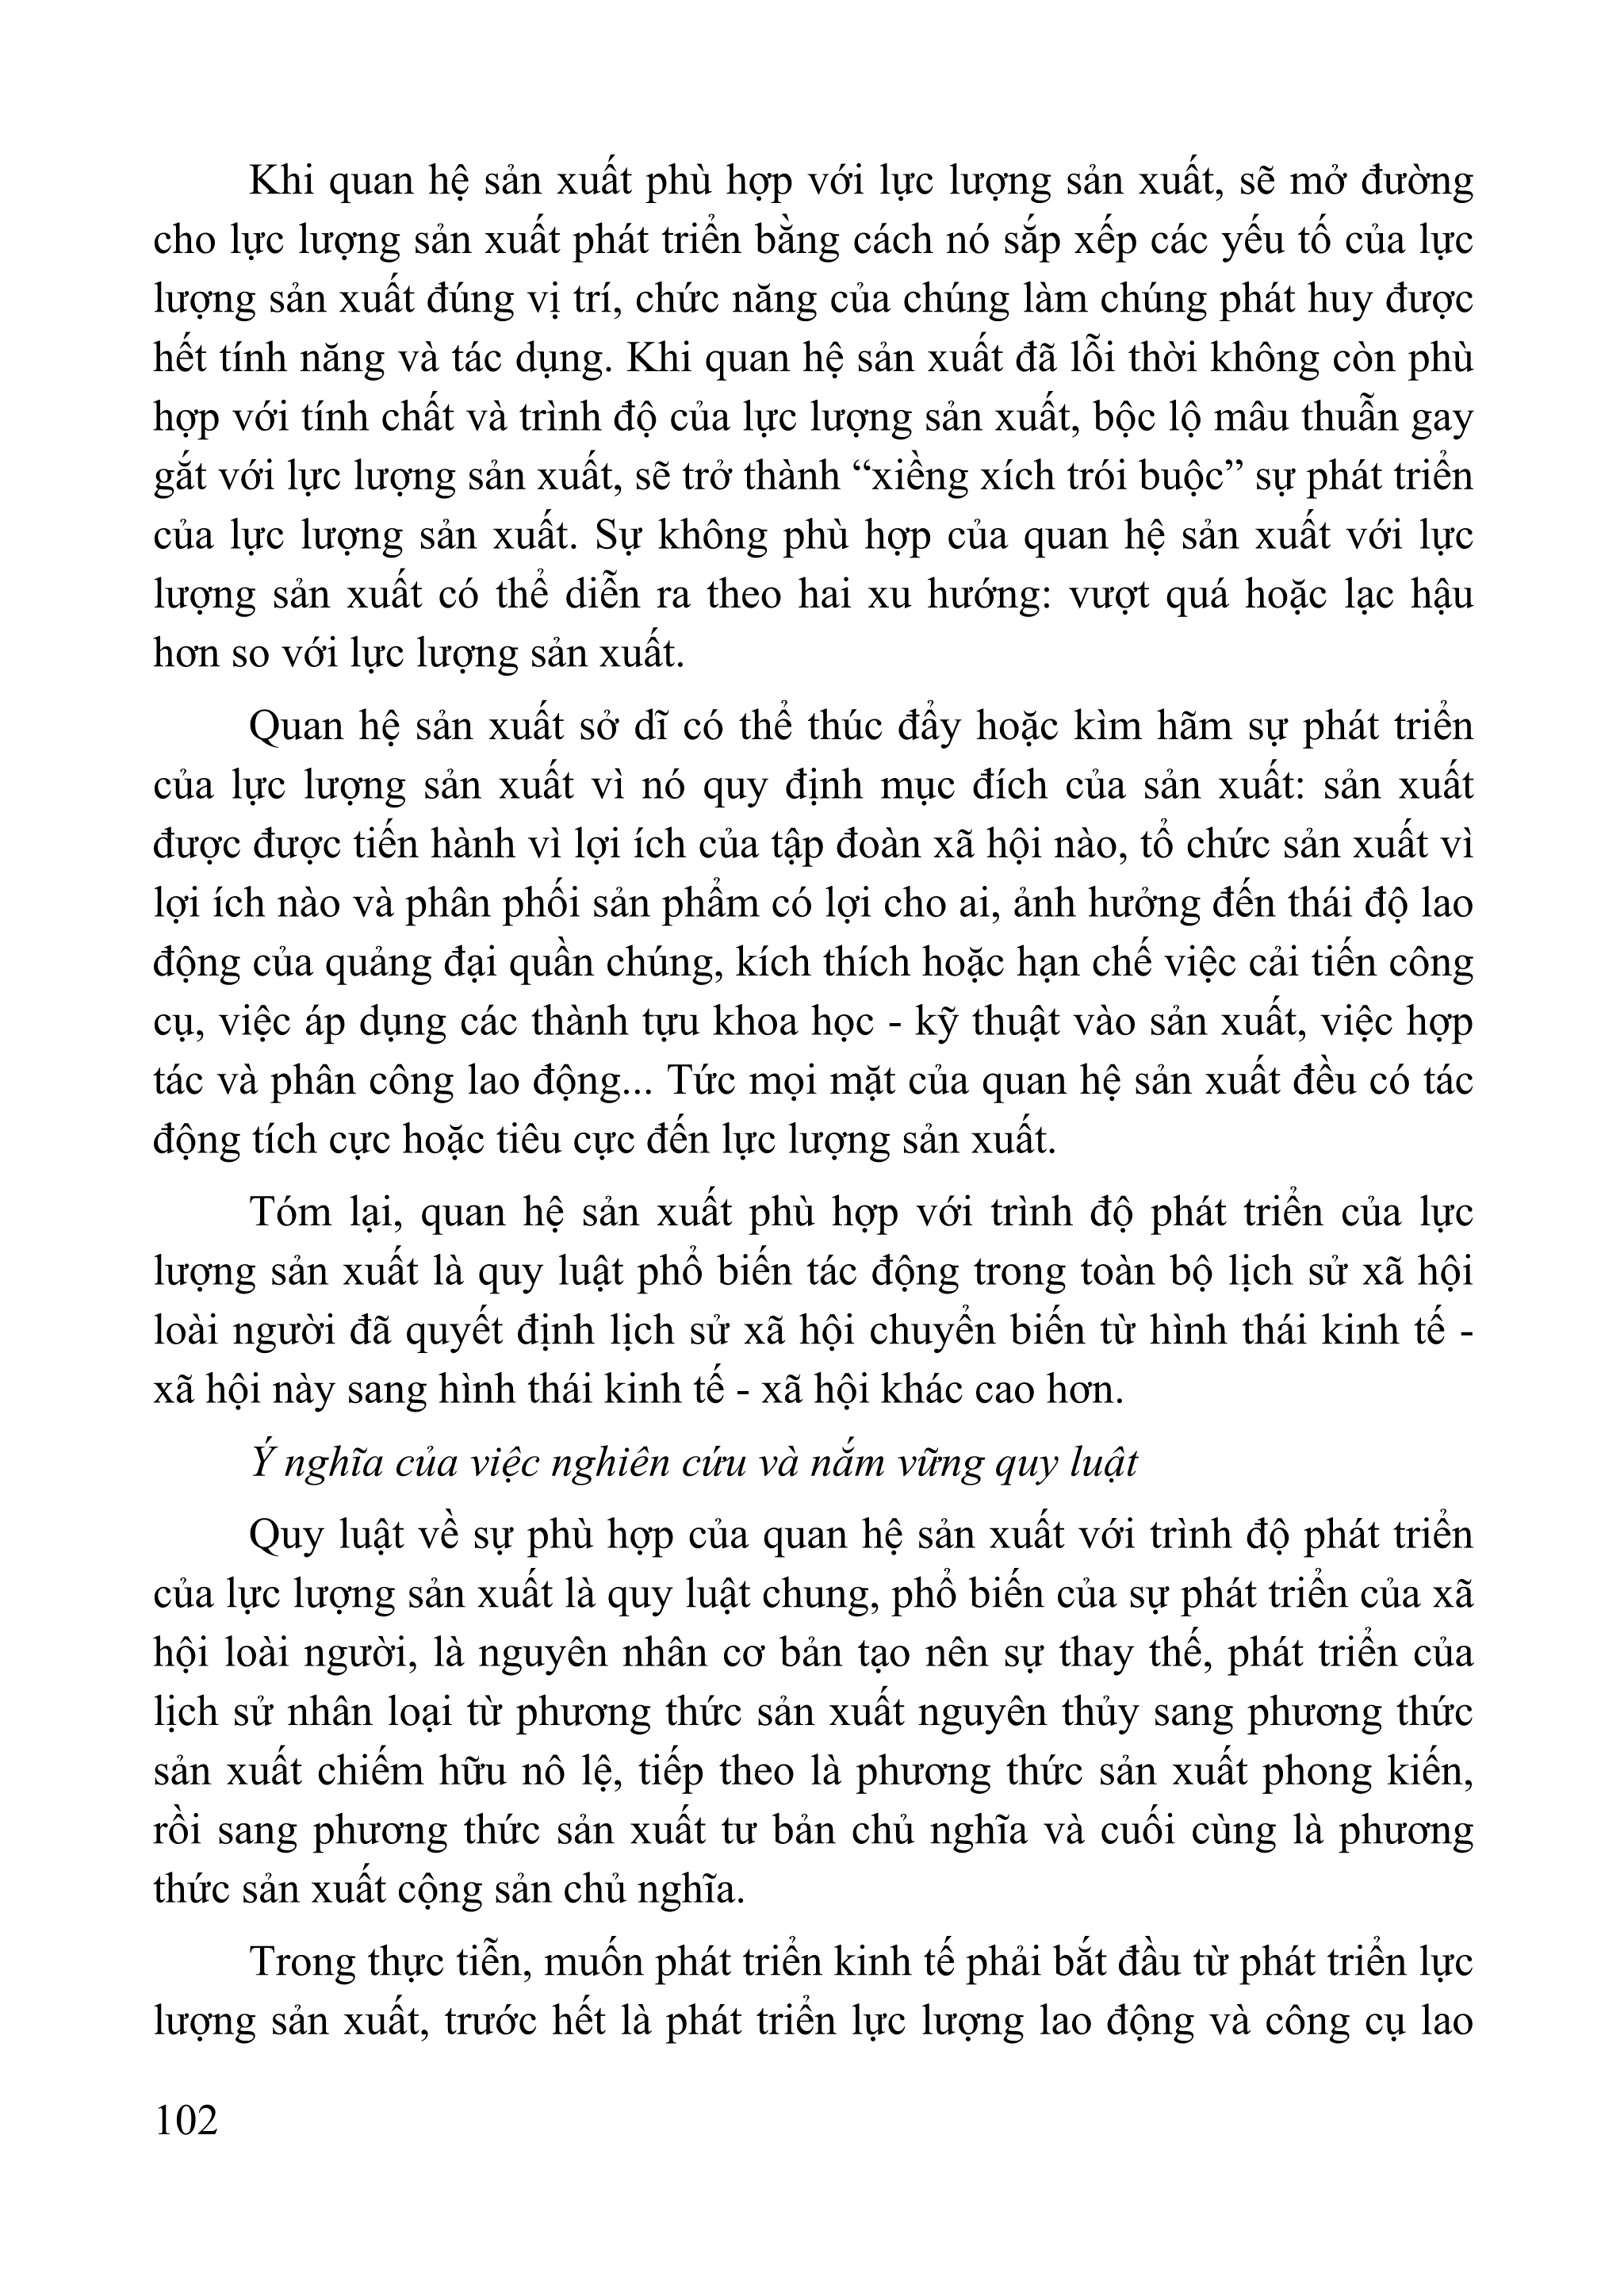 Khi quan hệ sản xuất phù hợp với lực lượng sản xuất, sẽ mở đường
cho lực lượng sản xuất phát triển bằng cách nó sắp xếp các yếu tố của lực
lượng sản xuất đúng vị trí, chức năng của chúng làm chúng phát huy được
hết tính năng và tác dụng. Khi quan hệ sản xuất đã lỗi thời không còn phù
hợp với tính chất và trình độ của lực lượng sản xuất, bộc lộ mâu thuẫn gay
gắt với lực lượng sản xuất, sẽ trở thành “xiềng xích trói buộc” sự phát triển
của lực lượng sản xuất. Sự không phù hợp của quan hệ sản xuất với lực
lượng sản xuất có thể diễn ra theo hai xu hướng: vượt quá hoặc lạc hậu
hơn so với lực lượng sản xuất.
Quan hệ sản xuất sở dĩ có thể thúc đẩy hoặc kìm hãm sự phát triển
của lực lượng sản xuất vì nó quy định mục đích của sản xuất: sản xuất
được được tiến hành vì lợi ích của tập đoàn xã hội nào, tổ chức sản xuất vì
lợi ích nào và phân phối sản phẩm có lợi cho ai, ảnh hưởng đến thái độ lao
động của quảng đại quần chúng, kích thích hoặc hạn chế việc cải tiến công
cụ, việc áp dụng các thành tựu khoa học - kỹ thuật vào sản xuất, việc hợp
tác và phân công lao động... Tức mọi mặt của quan hệ sản xuất đều có tác
động tích cực hoặc tiêu cực đến lực lượng sản xuất.
Tóm lại, quan hệ sản xuất phù hợp với trình độ phát triển của lực
lượng sản xuất là quy luật phổ biến tác động trong toàn bộ lịch sử xã hội
loài người đã quyết định lịch sử xã hội chuyển biến từ hình thái kinh tế -
xã hội này sang hình thái kinh tế - xã hội khác cao hơn.
Ý nghĩa của việc nghiên cứu và nắm vững quy luật
Quy luật về sự phù hợp của quan hệ sản xuất với trình độ phát triển
của lực lượng sản xuất là quy luật chung, phổ biến của sự phát triển của xã
hội loài người, là nguyên nhân cơ bản tạo nên sự thay thế, phát triển của
lịch sử nhân loại từ phương thức sản xuất nguyên thủy sang phương thức
sản xuất chiếm hữu nô lệ, tiếp theo là phương thức sản xuất phong kiến,
rồi sang phương thức sản xuất tư bản chủ nghĩa và cuối cùng là phương
thức sản xuất cộng sản chủ nghĩa.
Trong thực tiễn, muốn phát triển kinh tế phải bắt đầu từ phát triển lực
lượng sản xuất, trước hết là phát triển lực lượng lao động và công cụ lao
102